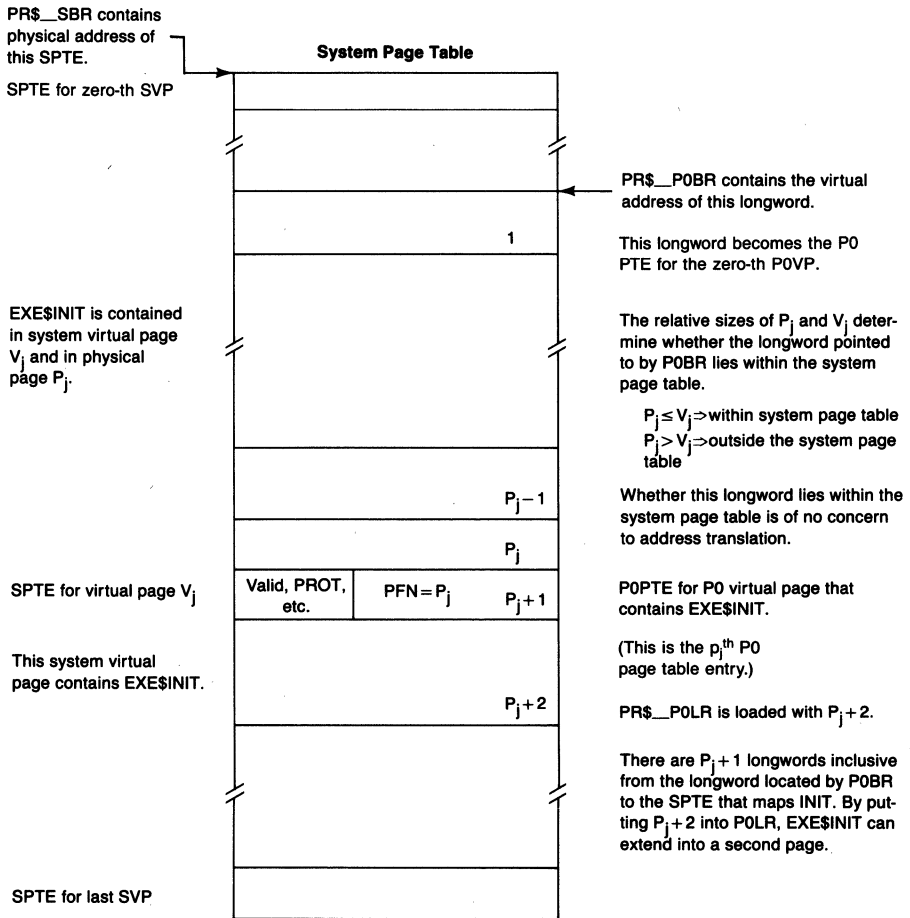 PR$__SBR contains
physical address of
this SPTE.
System Page Table
SPTE for zero-th SVP
PR$__P0BR contains the virtual
address of this longword.
1
This longword becomes the P0
PTE for the zero-th P0VP.
EXE$INIT is contained
in system virtual page
Vj and in physical
page Pj.
The relative sizes of Pj and Vj deter-
mine whether the longword pointed
to by P0BR lies within the system
page table.
Pj ≤ Vj ⇒ within system page table
Pj > Vj ⇒ outside the system page
table
Pj − 1
Whether this longword lies within the
system page table is of no concern
to address translation.
Pj
SPTE for virtual page Vj
Valid, PROT,
etc.
PFN = Pj
Pj + 1
P0PTE for P0 virtual page that
contains EXE$INIT.
This system virtual
page contains EXE$INIT.
(This is the pjth P0
page table entry.)
Pj + 2
PR$__P0LR is loaded with Pj + 2.
There are Pj + 1 longwords inclusive
from the longword located by P0BR
to the SPTE that maps INIT. By put-
ting Pj + 2 into P0LR, EXE$INIT can
extend into a second page.
SPTE for last SVP